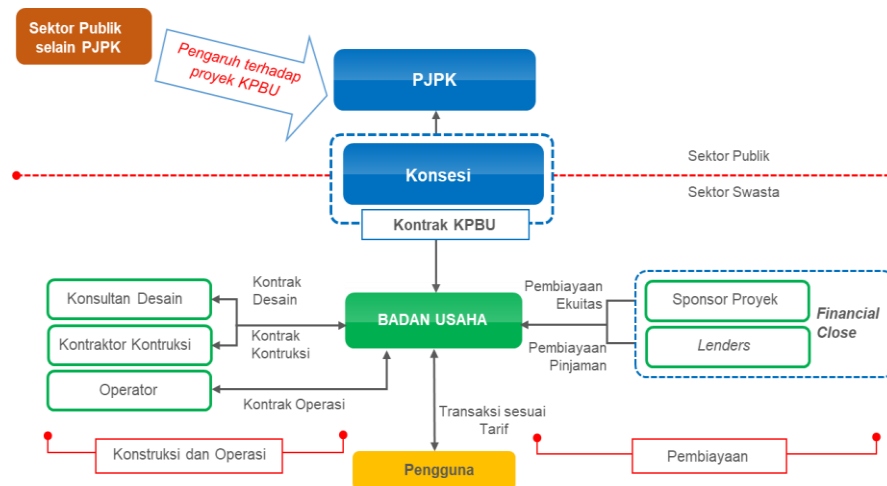 Sektor Publik
selain PJPK
Pengaruh terhadap
proyek KPBU
PJPK
Konsesi
Sektor Publik
Sektor Swasta
Kontrak KPBU
Konsultan Desain
Kontraktor Kontruksi
Operator
Kontrak
Desain
Kontrak
Kontruksi
Kontrak Operasi
BADAN USAHA
Pembiayaan
Ekuitas
Pembiayaan
Pinjaman
Sponsor Proyek
Lenders
Financial
Close
Transaksi sesuai
Tarif
Konstruksi dan Operasi
Pengguna
Pembiayaan